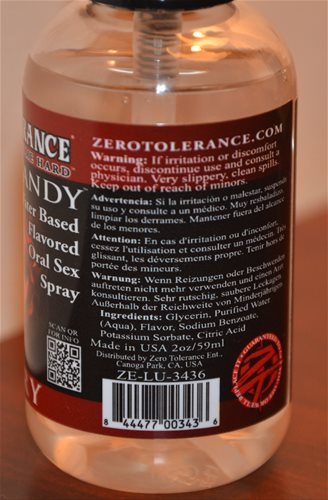 RANCE
HARD
ANDY
ter Based
Flavored
Oral Sex
Spray
SCAN OR
FOR INFO
ZEROTOLERANCE.COM
Warning: If irritation or discomfort
occurs, discontinue use and consult a
physician. Very slippery, clean spills.
Keep out of reach of minors.
Advertencia: Si la irritación o malestar, suspenda
su uso y consulte a un médico. Muy resbaladizo,
limpiar los derrames. Mantener fuera del alcance
de los menores.
Attention: En cas d'irritation ou d'inconfort,
cessez l'utilisation et consulter un médecin Très
glissant, les déversements propre. Tenir hors de
portée des mineurs.
Warnung: Wenn Reizungen oder Beschwerden
auftreten nicht mehr verwenden und einen Arzt
konsultieren. Sehr rutschig, sauber Leckagen
Außerhalb der Reichweite von Minderjährigen
Ingredients: Glycerin, Purified Water
(Aqua), Flavor, Sodium Benzoate,
Potassium Sorbate, Citric Acid
Made in USA 2oz/59ml
Distributed by Zero Tolerance Ent.,
Canoga Park, CA, USA
ZE-LU-3436
8 44477 00343 6
Y